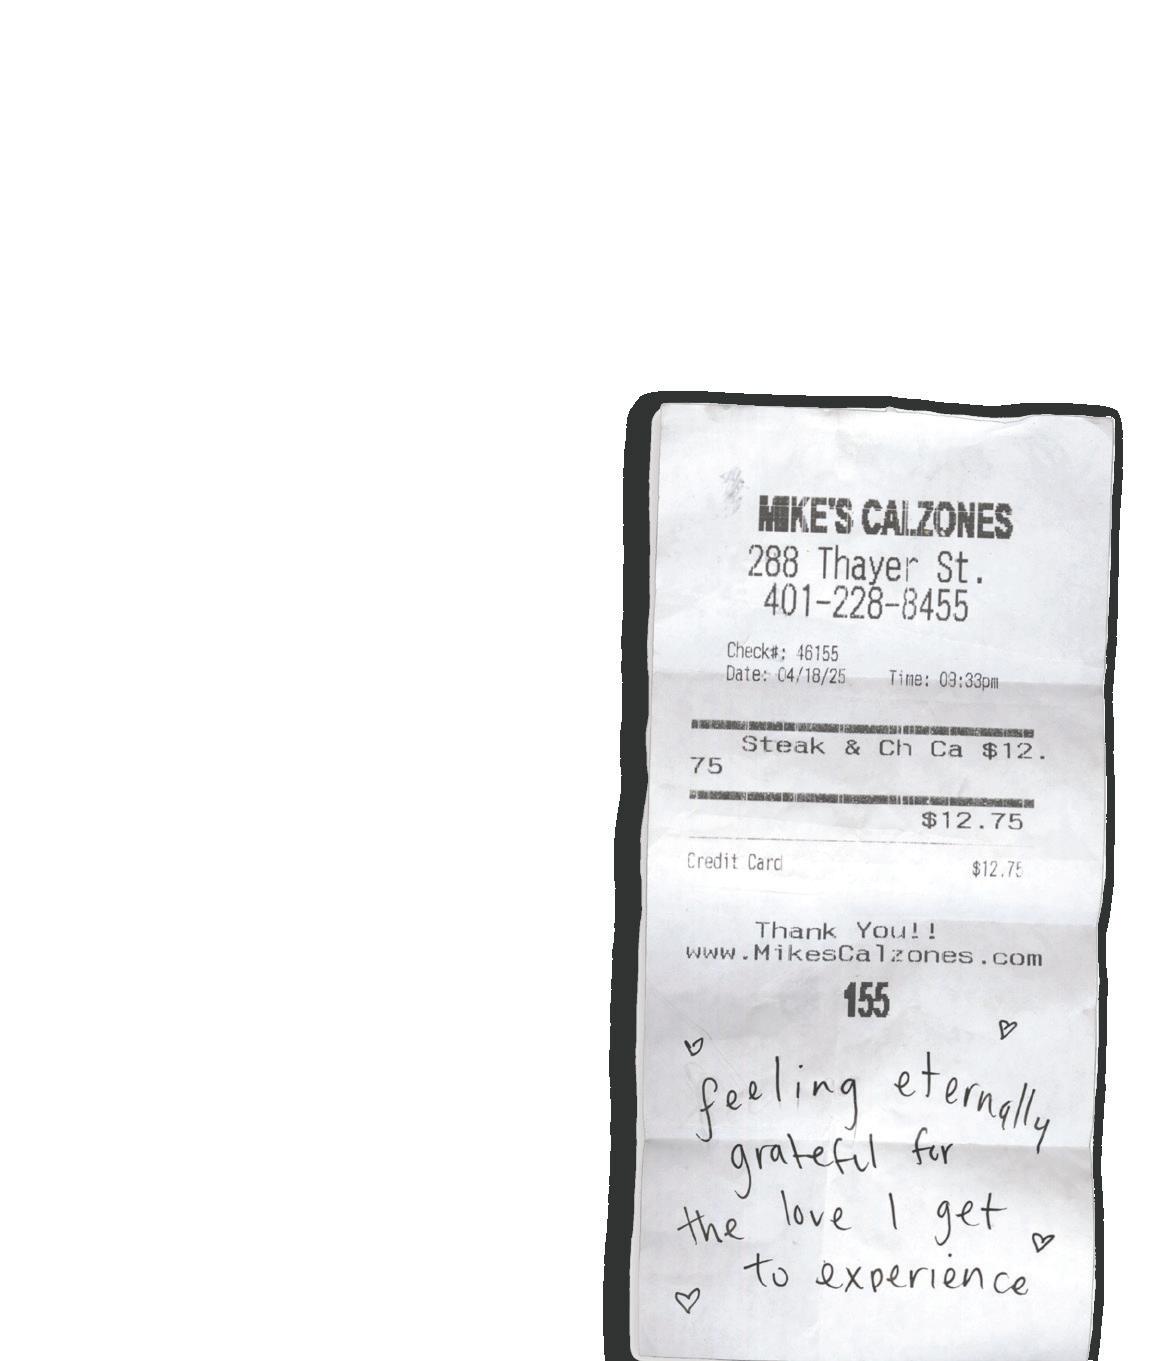 MIKE'S CALZONES
288 Thayer St.
401-228-8455
Check#: 46155
Date: 04/18/25 Time: 09:33pm
Steak & Ch Ca $12.
75
$12.75
Credit Card $12.75
Thank You!!
www.MikesCalzones.com
155
feeling eternally
grateful for
the love I get
to experience